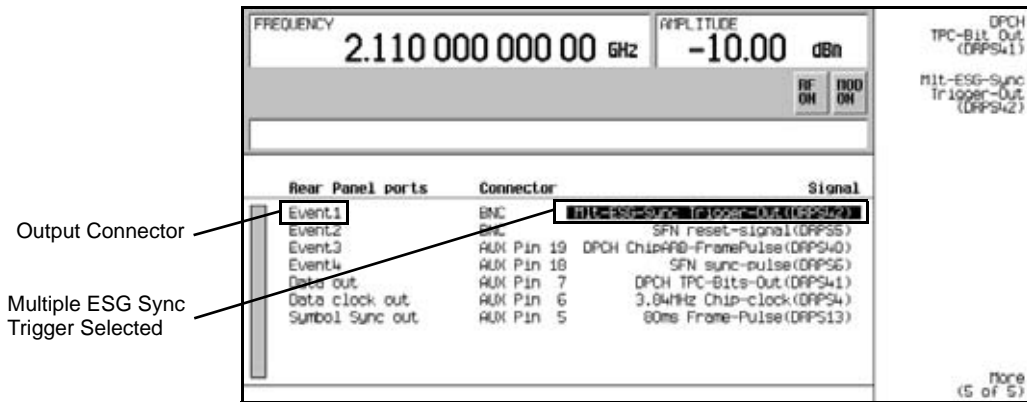 FREQUENCY
2.110 000 000 00 GHz
AMPLITUDE
-10.00 dBm
RF ON
MOD ON
DPCH
TPC-Bit Out
(DRPS41)
Mlt-ESG-Sync
Trigger-Out
(DRPS42)
Rear Panel ports Connector Signal
Event1 BNC Mlt-ESG-Sync Trigger-Out(DRPS42)
Event2 BNC SFN reset-signal(DRPS5)
Event3 AUX Pin 19 DPCH ChipARB-FramePulse(DRPS40)
Event4 AUX Pin 18 SFN sync-pulse(DRPS6)
Data out AUX Pin 7 DPCH TPC-Bits-Out(DRPS41)
Data clock out AUX Pin 6 3.84MHz Chip-clock(DRPS4)
Symbol Sync out AUX Pin 5 80ms Frame-Pulse(DRPS13)
Output Connector
Multiple ESG Sync
Trigger Selected
More
(5 of 5)